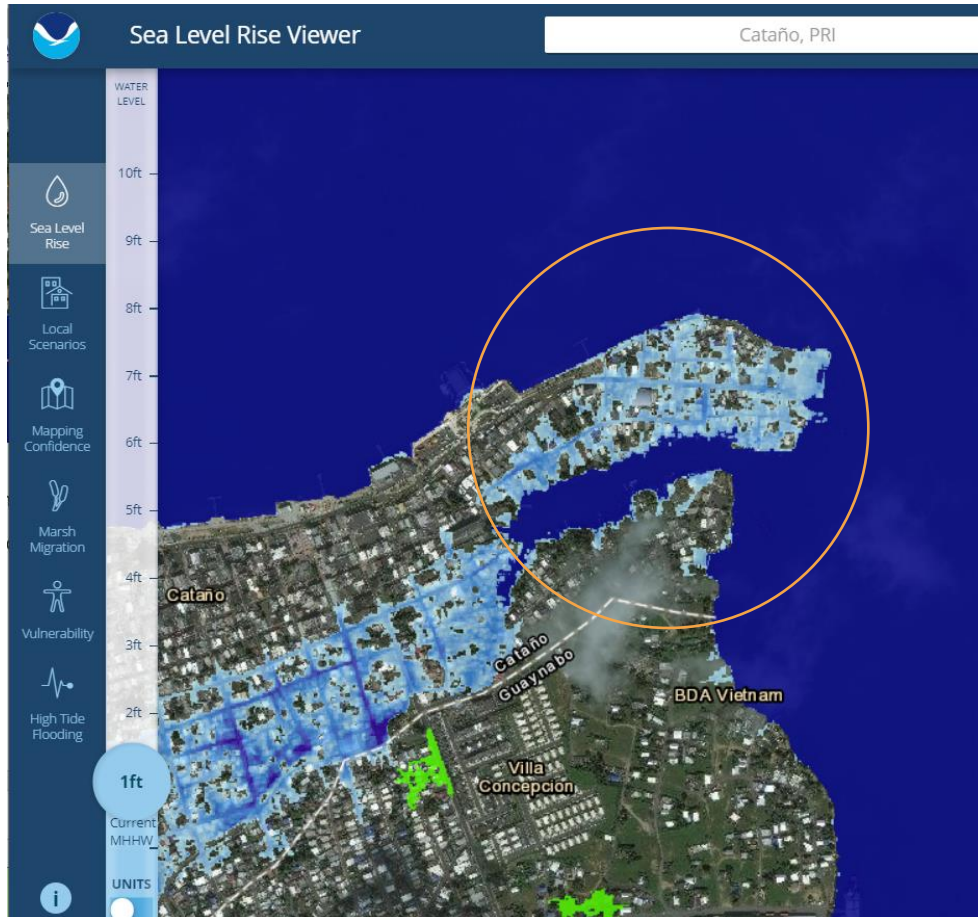 Sea Level Rise Viewer
Cataño, PRI
WATER
LEVEL
10ft
9ft
8ft
7ft
6ft
5ft
4ft
3ft
2ft
1ft
Current
MHHW
UNITS
Sea Level
Rise
Local
Scenarios
Mapping
Confidence
Marsh
Migration
Vulnerability
High Tide
Flooding
i
Cataño
Cataño
Guaynabo
BDA Vietnam
Villa
Concepcion